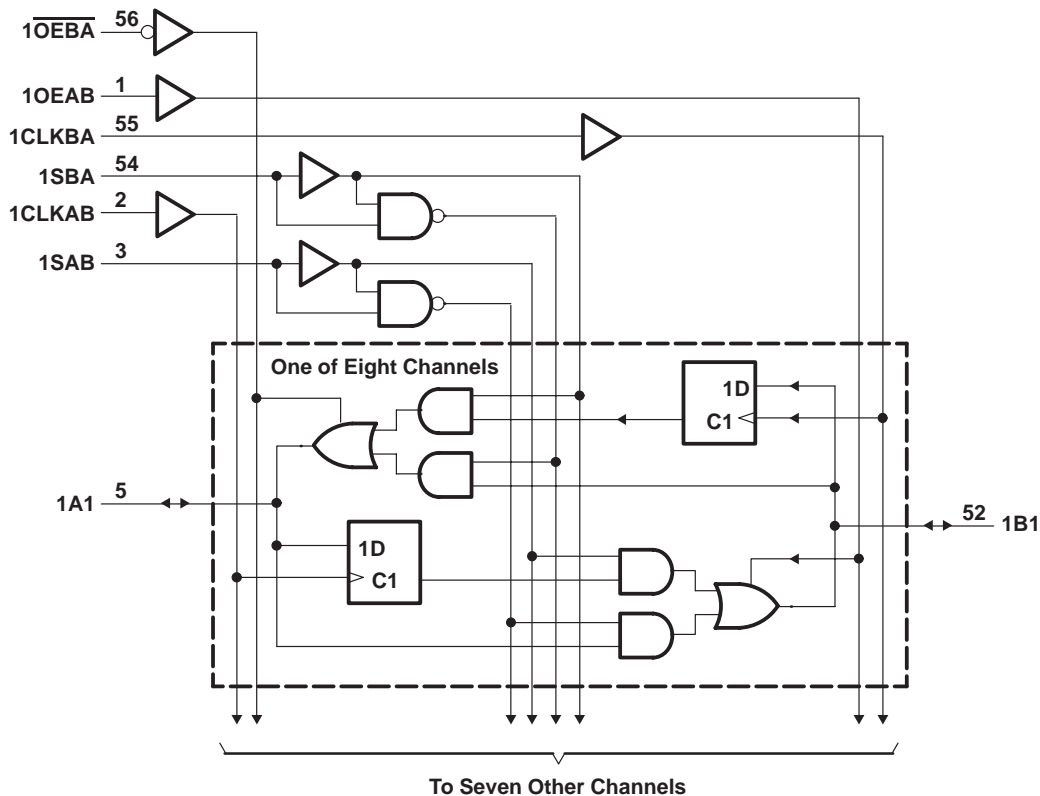 1O̅E̅B̅A̅ 56
1OEAB 1
1CLKBA 55
1SBA 54
1CLKAB 2
1SAB 3
One of Eight Channels
1D
C1
1A1 5
52 1B1
1D
C1
To Seven Other Channels